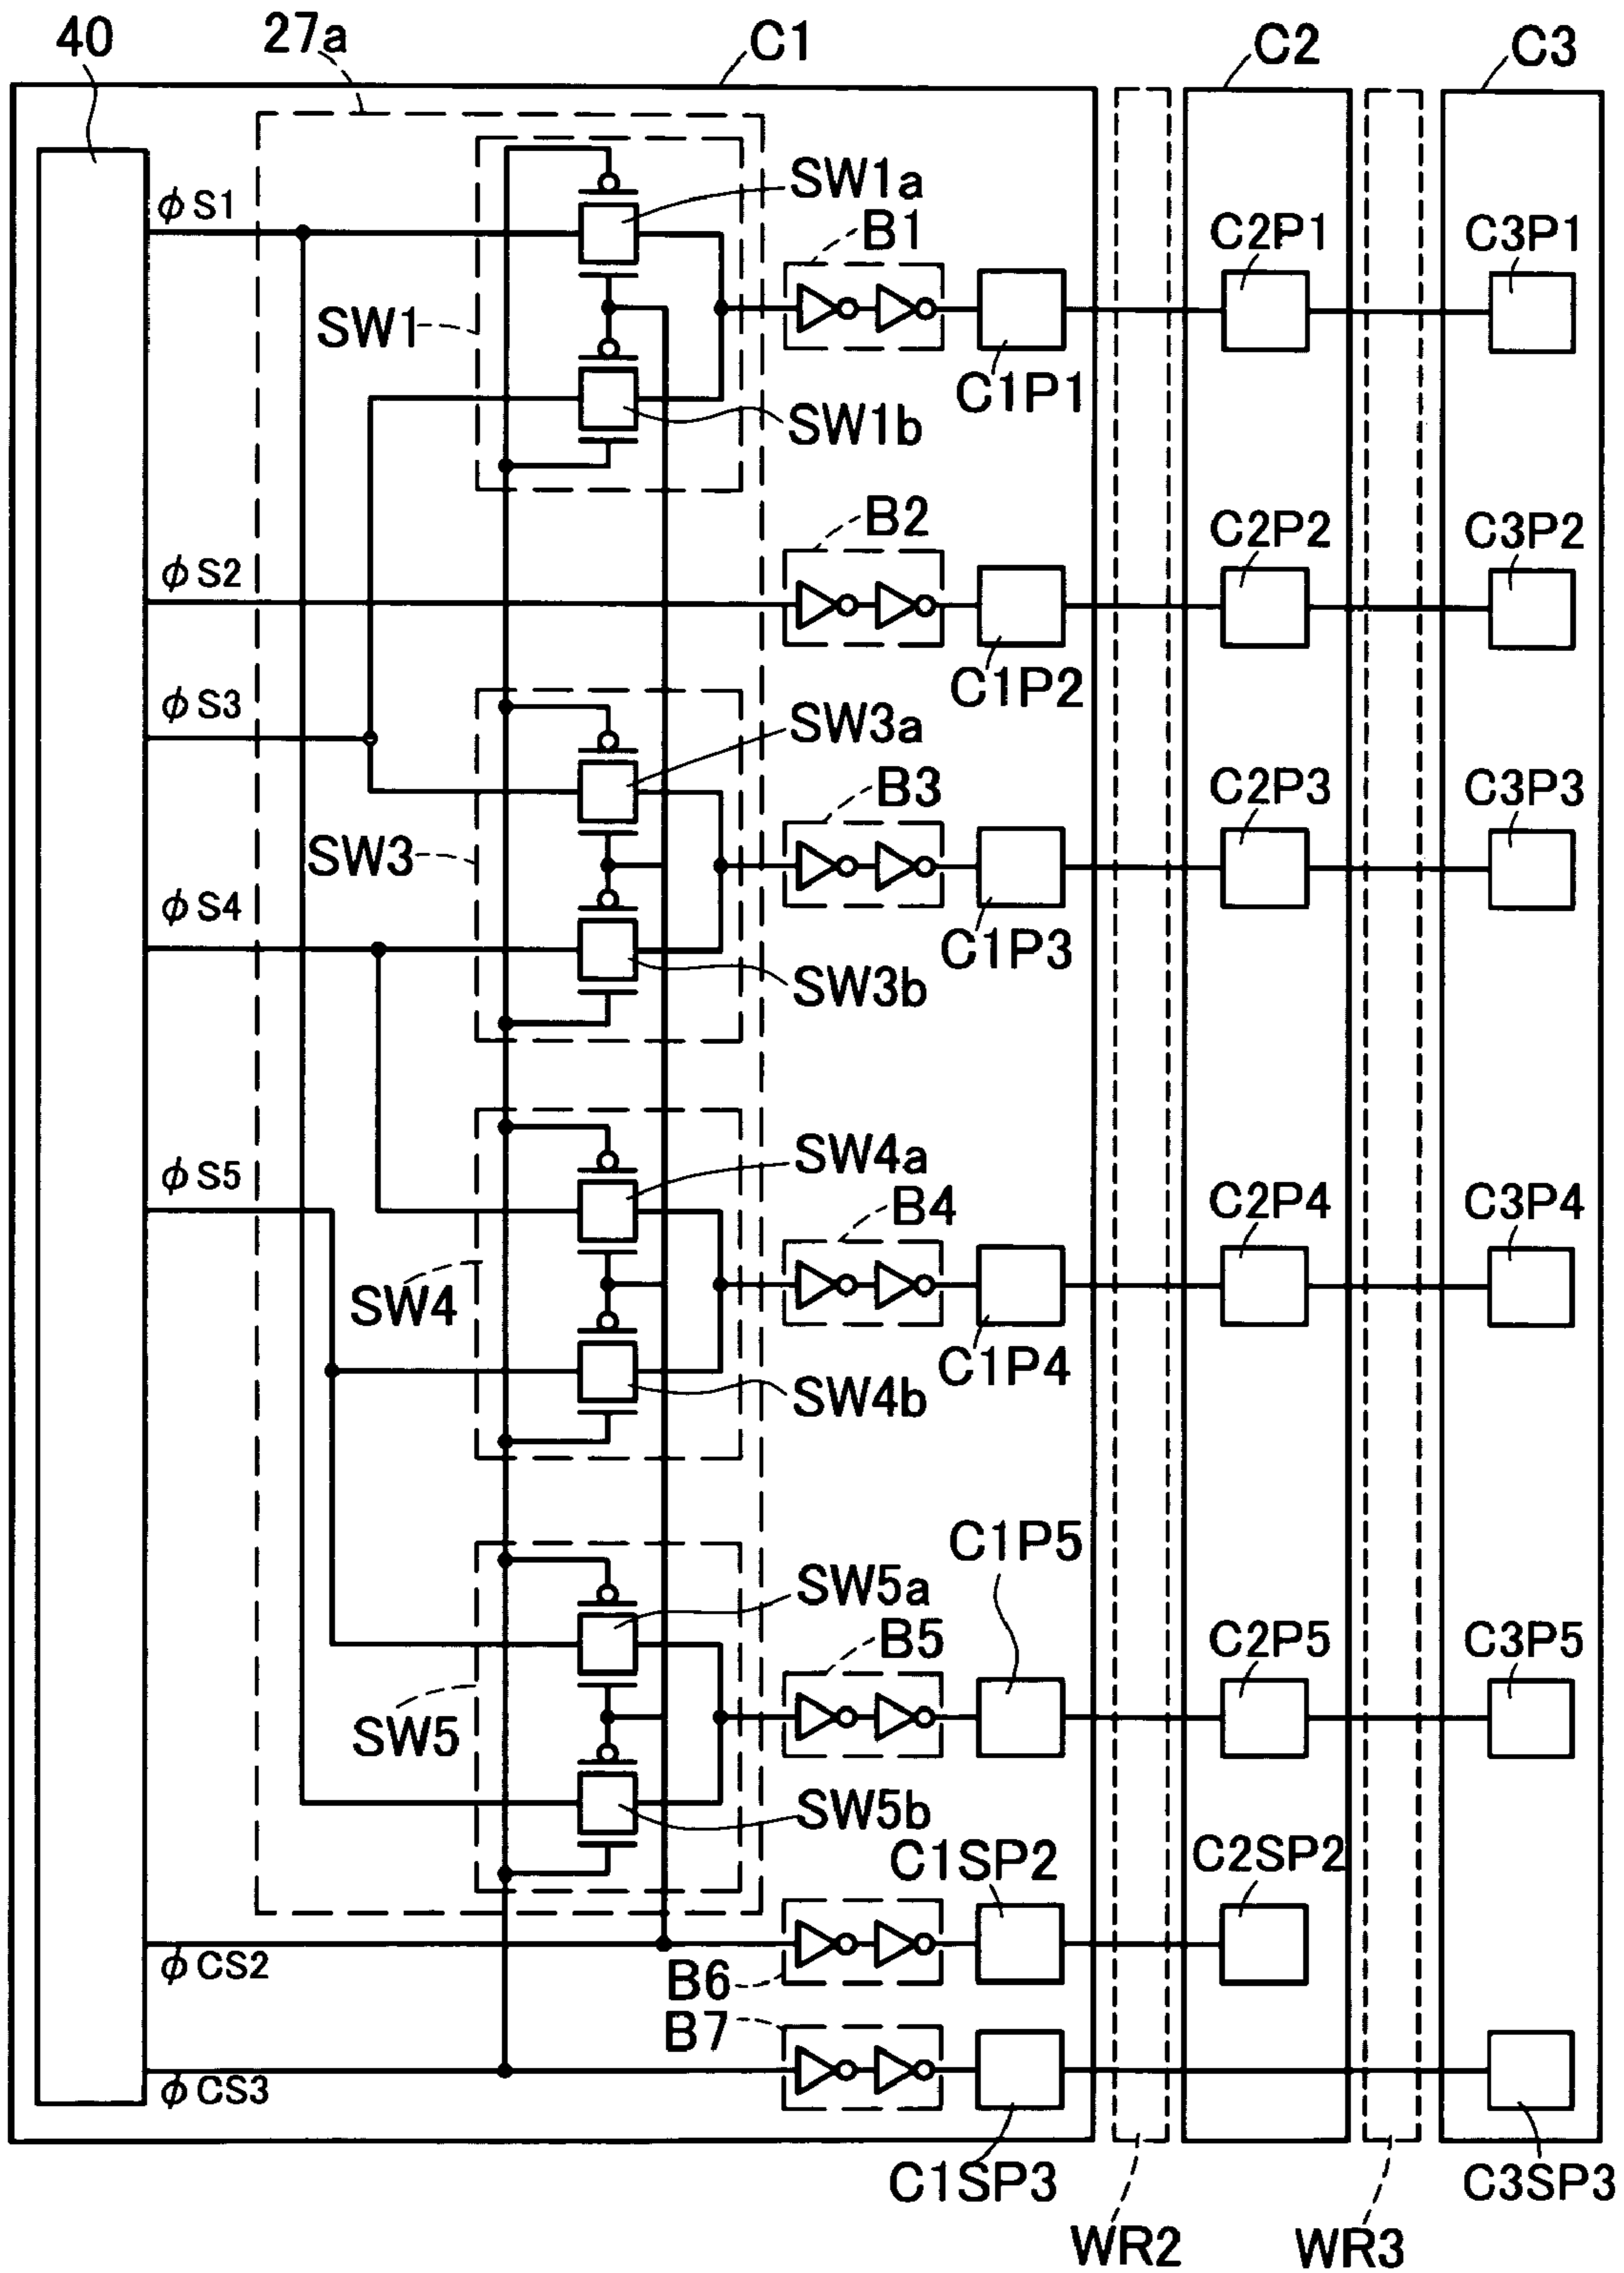 40
27a
C1
C2
C3
ϕS1
SW1a
B1
C2P1
C3P1
SW1
C1P1
SW1b
B2
C2P2
C3P2
ϕS2
C1P2
ϕS3
SW3a
B3
C2P3
C3P3
SW3
ϕS4
C1P3
SW3b
SW4a
ϕS5
B4
C2P4
C3P4
SW4
C1P4
SW4b
C1P5
SW5a
B5
C2P5
C3P5
SW5
SW5b
C1SP2
C2SP2
ϕCS2
B6
B7
ϕCS3
C1SP3
C3SP3
WR2
WR3